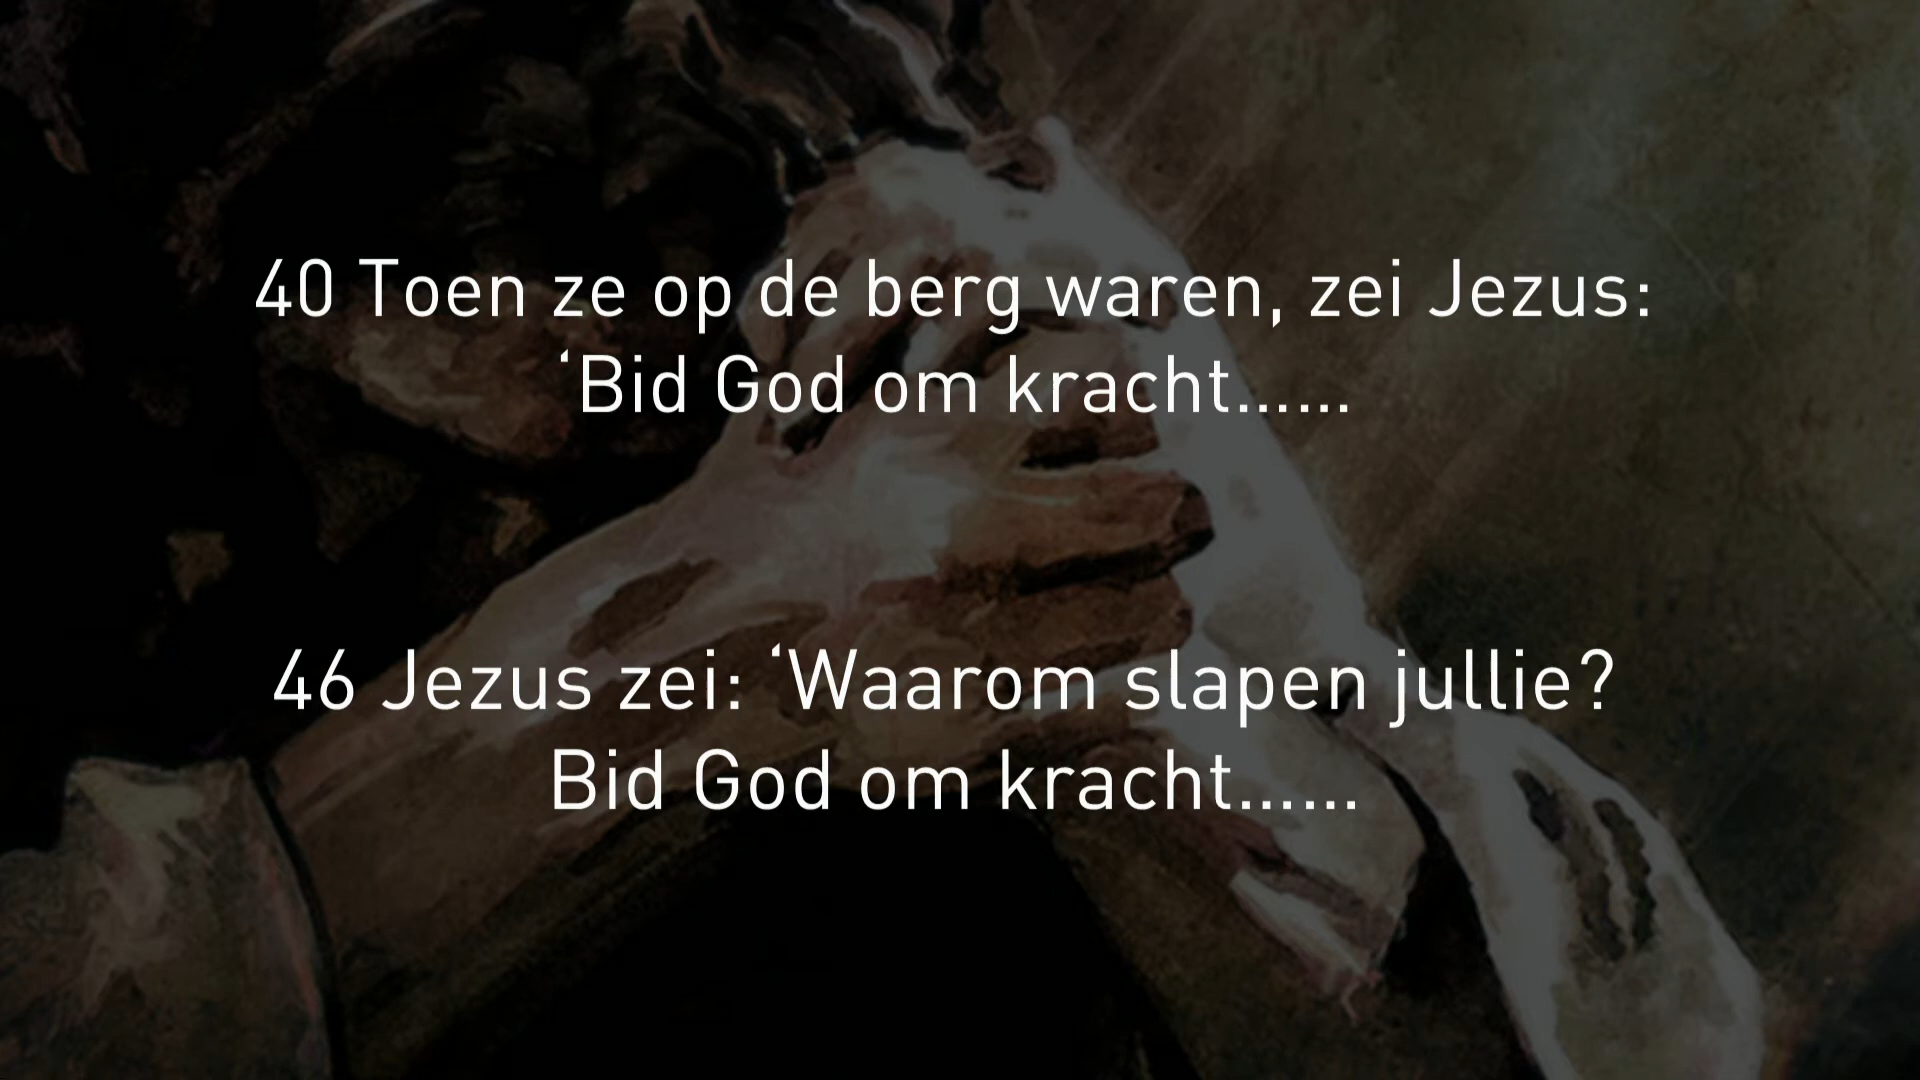 40 Toen ze op de berg waren, zei Jezus:
‘Bid God om kracht……
46 Jezus zei: ‘Waarom slapen jullie?
Bid God om kracht……